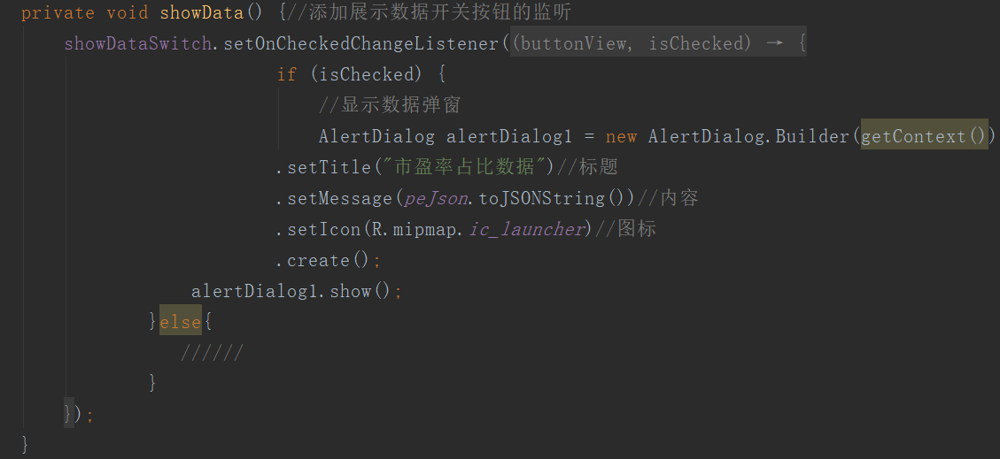 private void showData() {//添加展示数据开关按钮的监听
showDataSwitch.setOnCheckedChangeListener((buttonView, isChecked) → {
if (isChecked) {
//显示数据弹窗
AlertDialog alertDialog1 = new AlertDialog.Builder(getContext())
.setTitle("市盈率占比数据")//标题
.setMessage(peJson.toJSONString())//内容
.setIcon(R.mipmap.ic_launcher)//图标
.create();
alertDialog1.show();
}else{
//////
}
});
}